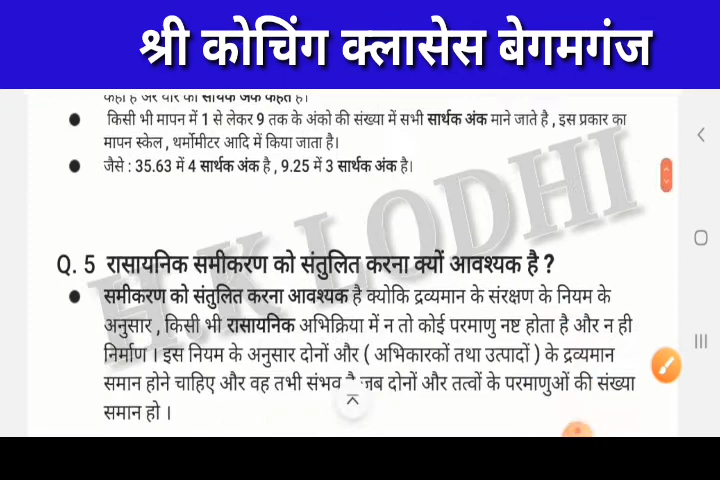 श्री कोचिंग क्लासेस बेगमगंज
सार्थक अंक कहते है।
किसी भी मापन में 1 से लेकर 9 तक के अंको की संख्या में सभी सार्थक अंक माने जाते है , इस प्रकार का
मापन स्केल , थर्मोमीटर आदि में किया जाता है।
जैसे : 35.63 में 4 सार्थक अंक है , 9.25 में 3 सार्थक अंक है।
H.K LODHI
Q. 5 रासायनिक समीकरण को संतुलित करना क्यों आवश्यक है ?
समीकरण को संतुलित करना आवश्यक है क्योकि द्रव्यमान के संरक्षण के नियम के
अनुसार , किसी भी रासायनिक अभिक्रिया में न तो कोई परमाणु नष्ट होता है और न ही
निर्माण । इस नियम के अनुसार दोनों और ( अभिकारकों तथा उत्पादों ) के द्रव्यमान
समान होने चाहिए और वह तभी संभव जब दोनों और तत्वों के परमाणुओं की संख्या
समान हो ।